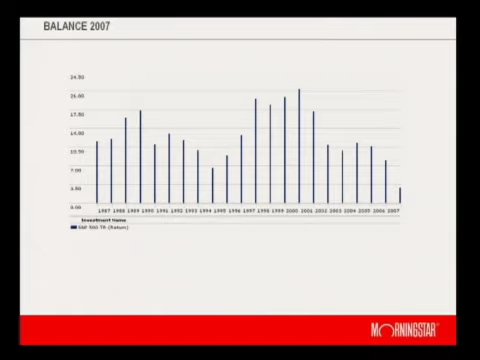 BALANCE 2007
24.50
21.00
17.50
14.00
10.50
7.00
3.50
0.00
1987 1988 1989 1990 1991 1992 1993 1994 1995 1996 1997 1998 1999 2000 2001 2002 2003 2004 2005 2006 2007
Investment Name
S&P 500 TR (Return)
MORNINGSTAR®